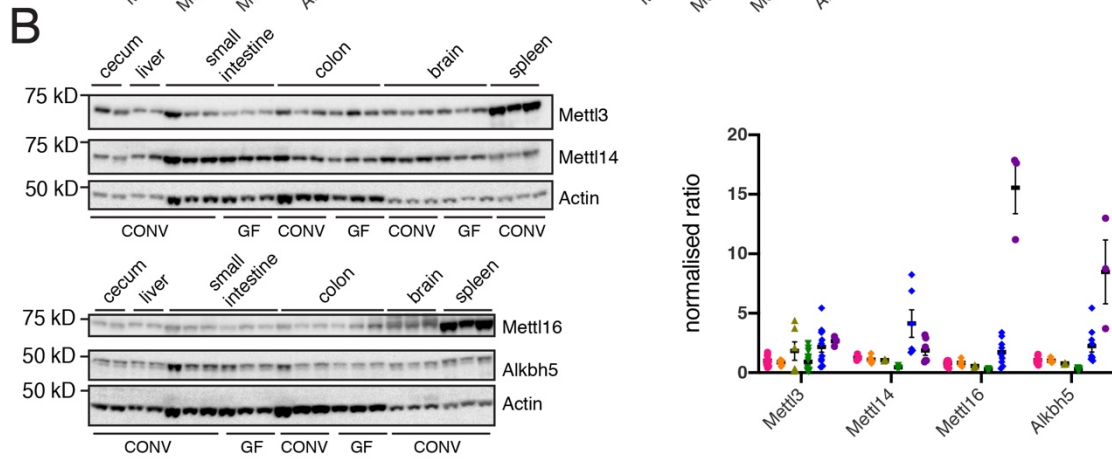 B
cecum
liver
small
intestine
colon
brain
spleen
75 kD
Mettl3
75 kD
Mettl14
50 kD
Actin
CONV
GF
CONV
GF
CONV
GF
CONV
cecum
liver
small
intestine
colon
brain
spleen
75 kD
Mettl16
50 kD
Alkbh5
50 kD
Actin
CONV
GF
CONV
GF
CONV
normalised ratio
20
15
10
5
0
Mettl3
Mettl14
Mettl16
Alkbh5